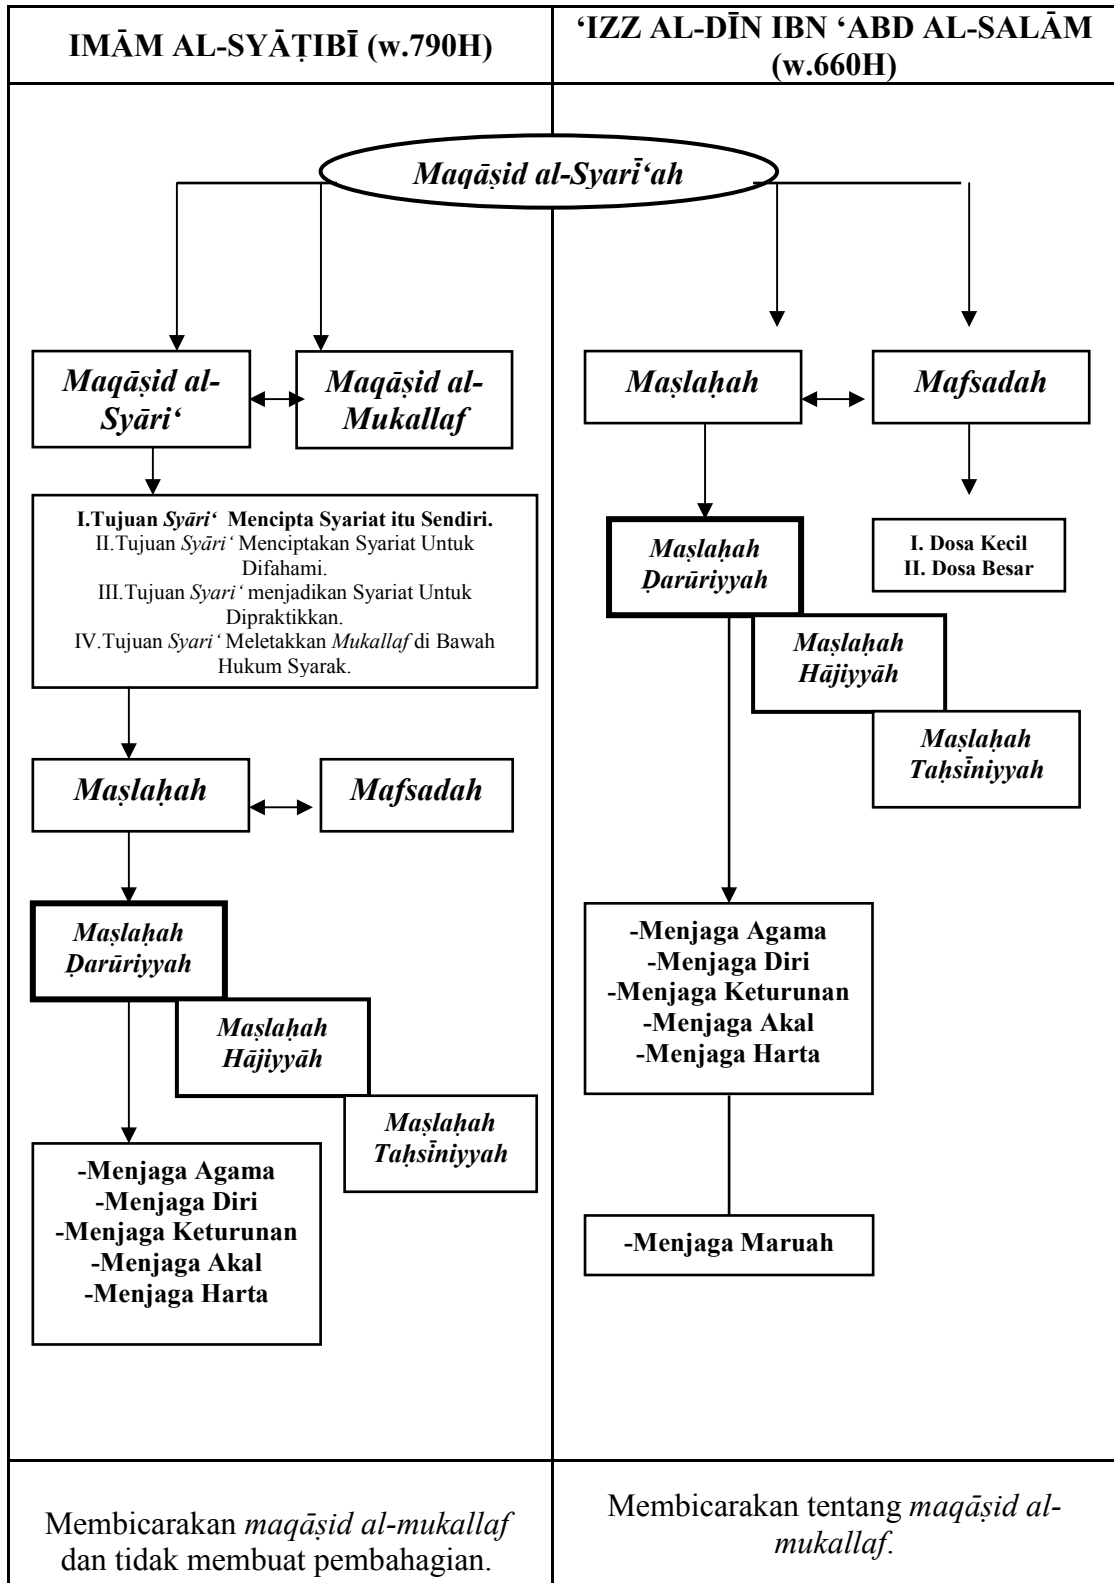 IMĀM AL-SYĀṬIBĪ (w.790H)
‘IZZ AL-DĪN IBN ‘ABD AL-SALĀM
(w.660H)
Maqāṣid al-Syarī‘ah
Maqāṣid al-
Syāri‘
Maqāṣid al-
Mukallaf
I.Tujuan Syāri‘ Mencipta Syariat itu Sendiri.
II.Tujuan Syāri‘ Menciptakan Syariat Untuk
Difahami.
III.Tujuan Syari‘ menjadikan Syariat Untuk
Dipraktikkan.
IV.Tujuan Syari‘ Meletakkan Mukallaf di Bawah
Hukum Syarak.
Maṣlaḥah
Mafsadah
Maṣlaḥah
Ḍarūriyyah
Maṣlaḥah
Hājiyyāh
Maṣlaḥah
Taḥsīniyyah
-Menjaga Agama
-Menjaga Diri
-Menjaga Keturunan
-Menjaga Akal
-Menjaga Harta
Maṣlaḥah
Mafsadah
Maṣlaḥah
Ḍarūriyyah
I. Dosa Kecil
II. Dosa Besar
Maṣlaḥah
Hājiyyāh
Maṣlaḥah
Taḥsīniyyah
-Menjaga Agama
-Menjaga Diri
-Menjaga Keturunan
-Menjaga Akal
-Menjaga Harta
-Menjaga Maruah
Membicarakan maqāṣid al-mukallaf
dan tidak membuat pembahagian.
Membicarakan tentang maqāṣid al-
mukallaf.